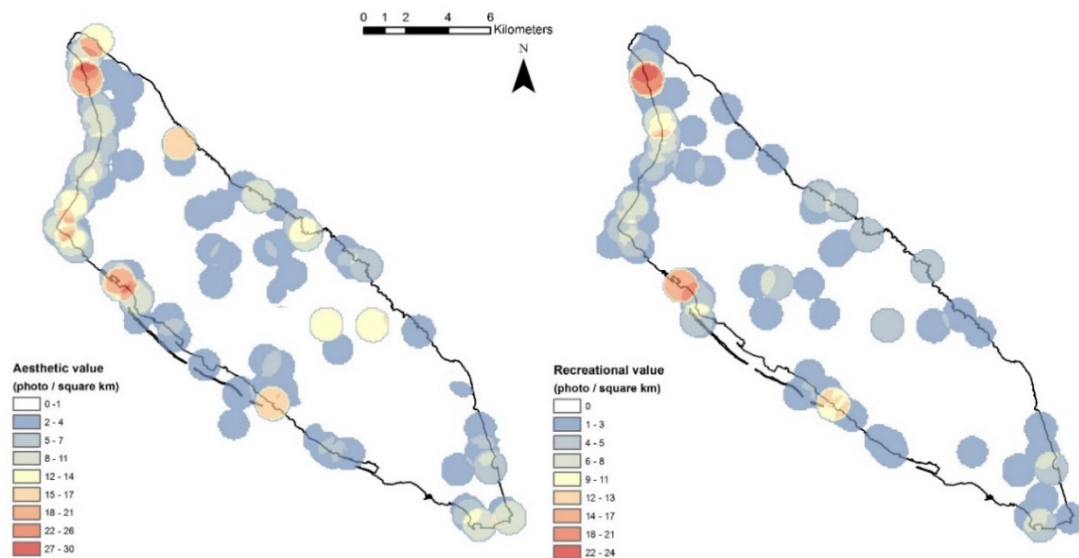 0 1 2 4 6
Kilometers
N
Aesthetic value
(photo / square km)
0 - 1
2 - 4
5 - 7
8 - 11
12 - 14
15 - 17
18 - 21
22 - 26
27 - 30
Recreational value
(photo / square km)
0
1 - 3
4 - 5
6 - 8
9 - 11
12 - 13
14 - 17
18 - 21
22 - 24